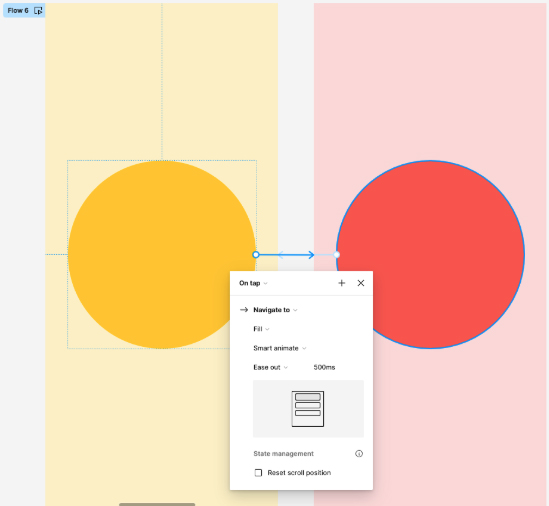 Flow 6
On tap
Navigate to
Fill
Smart animate
Ease out 500ms
State management
Reset scroll position